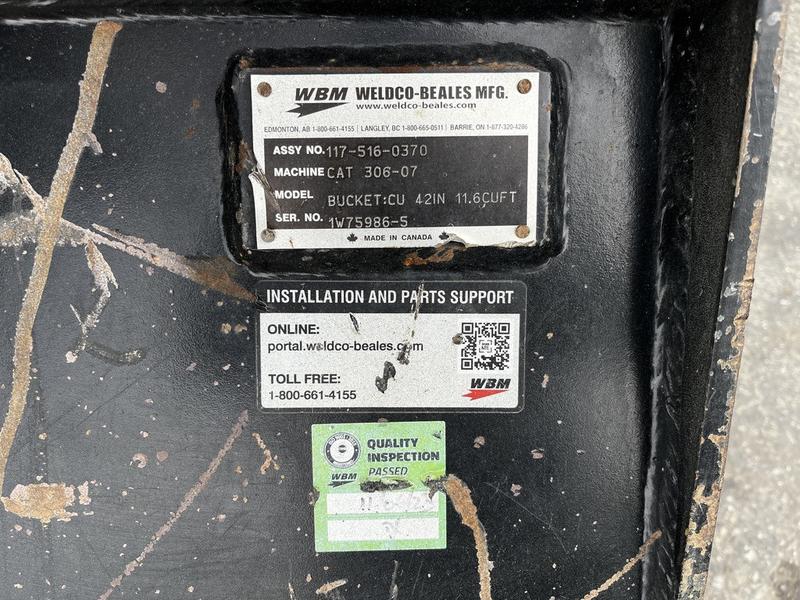 WBM WELDCO-BEALES MFG.
www.weldco-beales.com
EDMONTON, AB 1-800-661-4155 | LANGLEY, BC 1-800-665-0511 | BARRIE, ON 1-877-320-4286
ASSY NO. 117-516-0370
MACHINE CAT 306-07
MODEL BUCKET:CU 42IN 11.6CUFT
SER. NO. 1W75986-5
MADE IN CANADA
INSTALLATION AND PARTS SUPPORT
ONLINE:
portal.weldco-beales.com
TOLL FREE:
1-800-661-4155
WBM
QUALITY
INSPECTION
PASSED
WBM